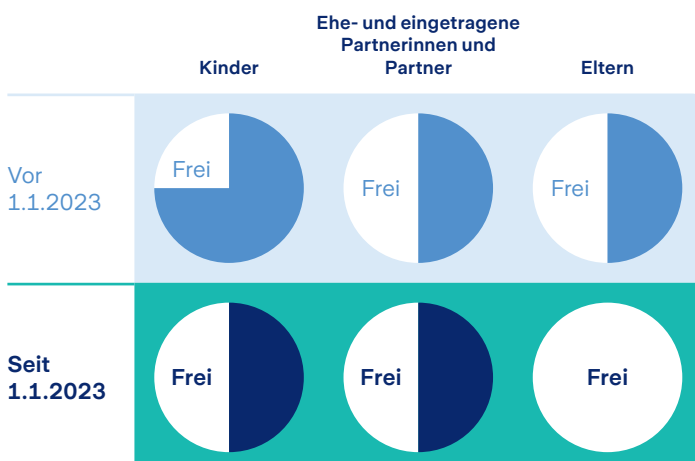 Kinder
Ehe- und eingetragene
Partnerinnen und
Partner
Eltern
Vor
1.1.2023
Frei
Frei
Frei
Seit
1.1.2023
Frei
Frei
Frei